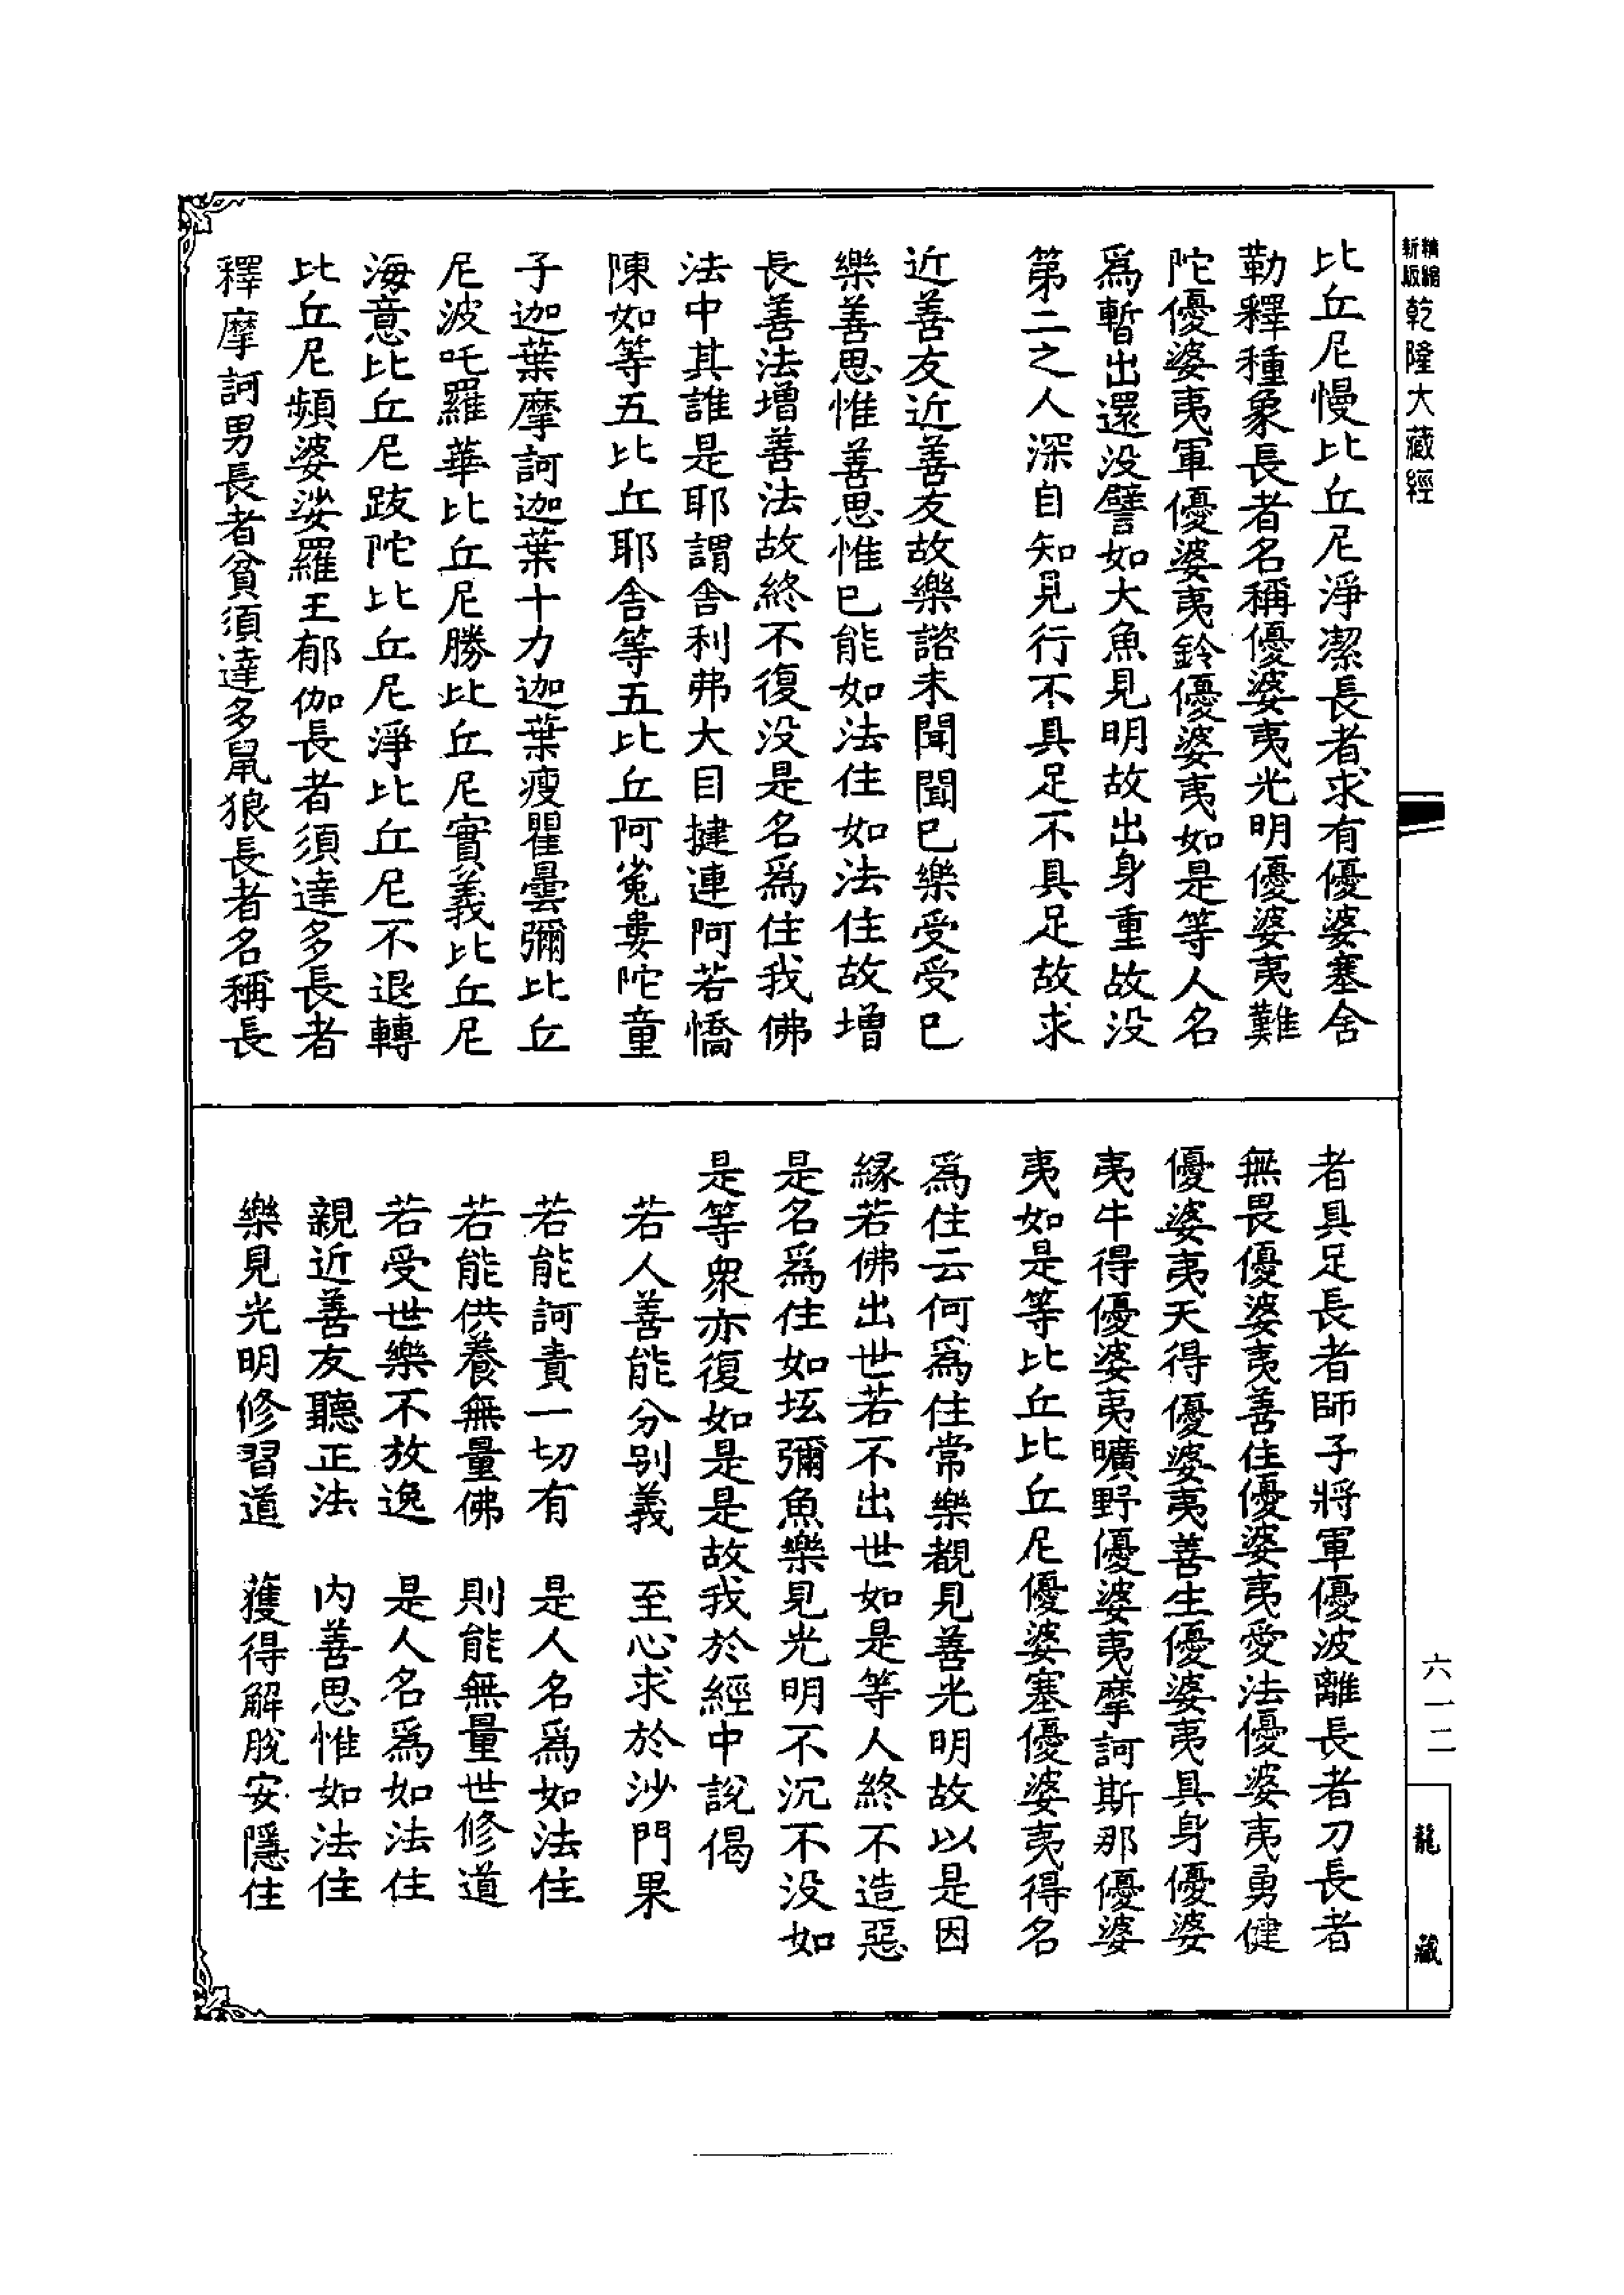 精縮新版乾隆大藏經
比丘尼慢比丘尼淨潔長者求有優婆塞舍
勒釋種象長者名稱優婆夷光明優婆夷難
陀優婆夷軍優婆夷鈴優婆夷如是等人名
爲暫出還没譬如大魚見明故出身重故没
第二之人深自知見行不具足不具足故求
近善友近善友故樂諮未聞聞已樂受受已
樂善思惟善思惟已能如法住如法住故增
長善法增善法故終不復没是名爲住我佛
法中其誰是耶謂舍利弗大目揵連阿若憍
陳如等五比丘耶舍等五比丘阿㝹婁陀童
子迦葉摩訶迦葉十力迦葉瘦瞿曇彌比丘
尼波吒羅華比丘尼勝比丘尼實義比丘尼
海意比丘尼跋陀比丘尼淨比丘尼不退轉
比丘尼頻婆娑羅王郁伽長者須達多長者
釋摩訶男長者貧須達多鼠狼長者名稱長
者具足長者師子將軍優波離長者刀長者
無畏優婆夷善住優婆夷愛法優婆夷勇健
優婆夷天得優婆夷善生優婆夷具身優婆
夷牛得優婆夷曠野優婆夷摩訶斯那優婆
夷如是等比丘比丘尼優婆塞優婆夷得名
爲住云何爲住常樂覩見善光明故以是因
緣若佛出世若不出世如是等人終不造惡
是名爲住如坻彌魚樂見光明不沉不没如
是等衆亦復如是是故我於經中說偈
若人善能分别義　至心求於沙門果
若能訶責一切有　是人名爲如法住
若能供養無量佛　則能無量世修道
若受世樂不放逸　是人名爲如法住
親近善友聽正法　内善思惟如法住
樂見光明修習道　獲得解脫安隱住
六一二
龍藏